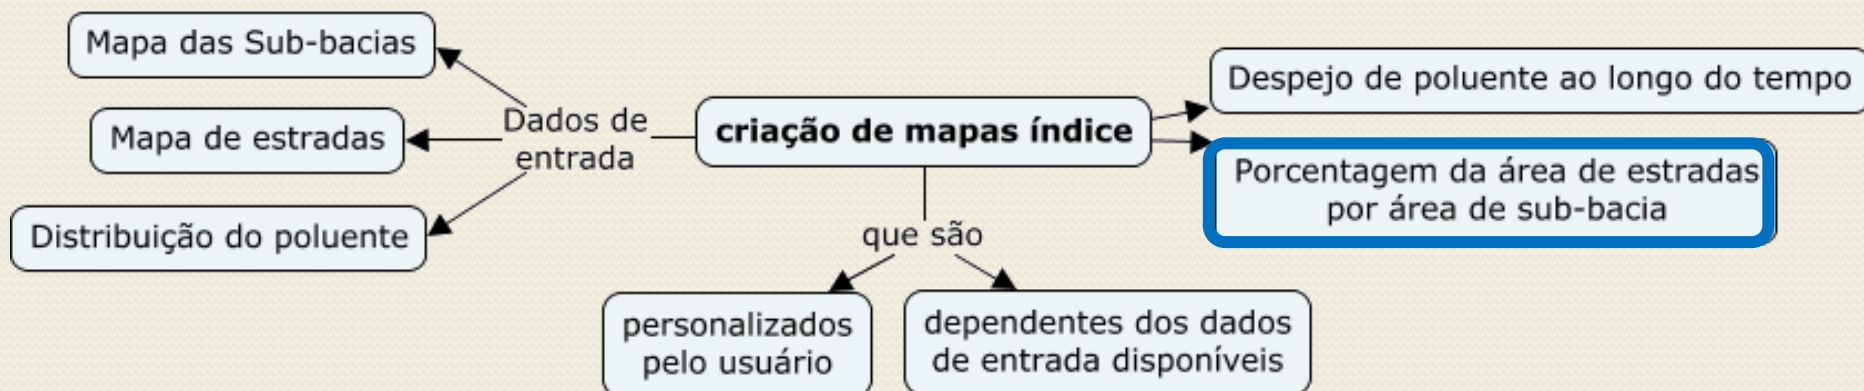 Mapa das Sub-bacias
Mapa de estradas
Distribuição do poluente
Dados de
entrada
criação de mapas índice
Despejo de poluente ao longo do tempo
Porcentagem da área de estradas
por área de sub-bacia
que são
personalizados
pelo usuário
dependentes dos dados
de entrada disponíveis